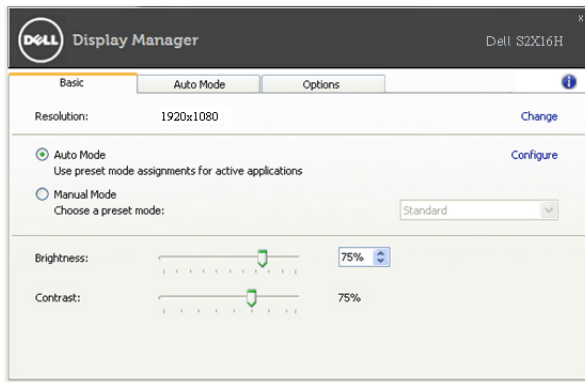 x
DELL Display Manager
Dell S2X16H
Basic Auto Mode Options i
Resolution: 1920x1080 Change
Auto Mode Configure
Use preset mode assignments for active applications
Manual Mode
Choose a preset mode: Standard
Brightness: 75%
Contrast: 75%